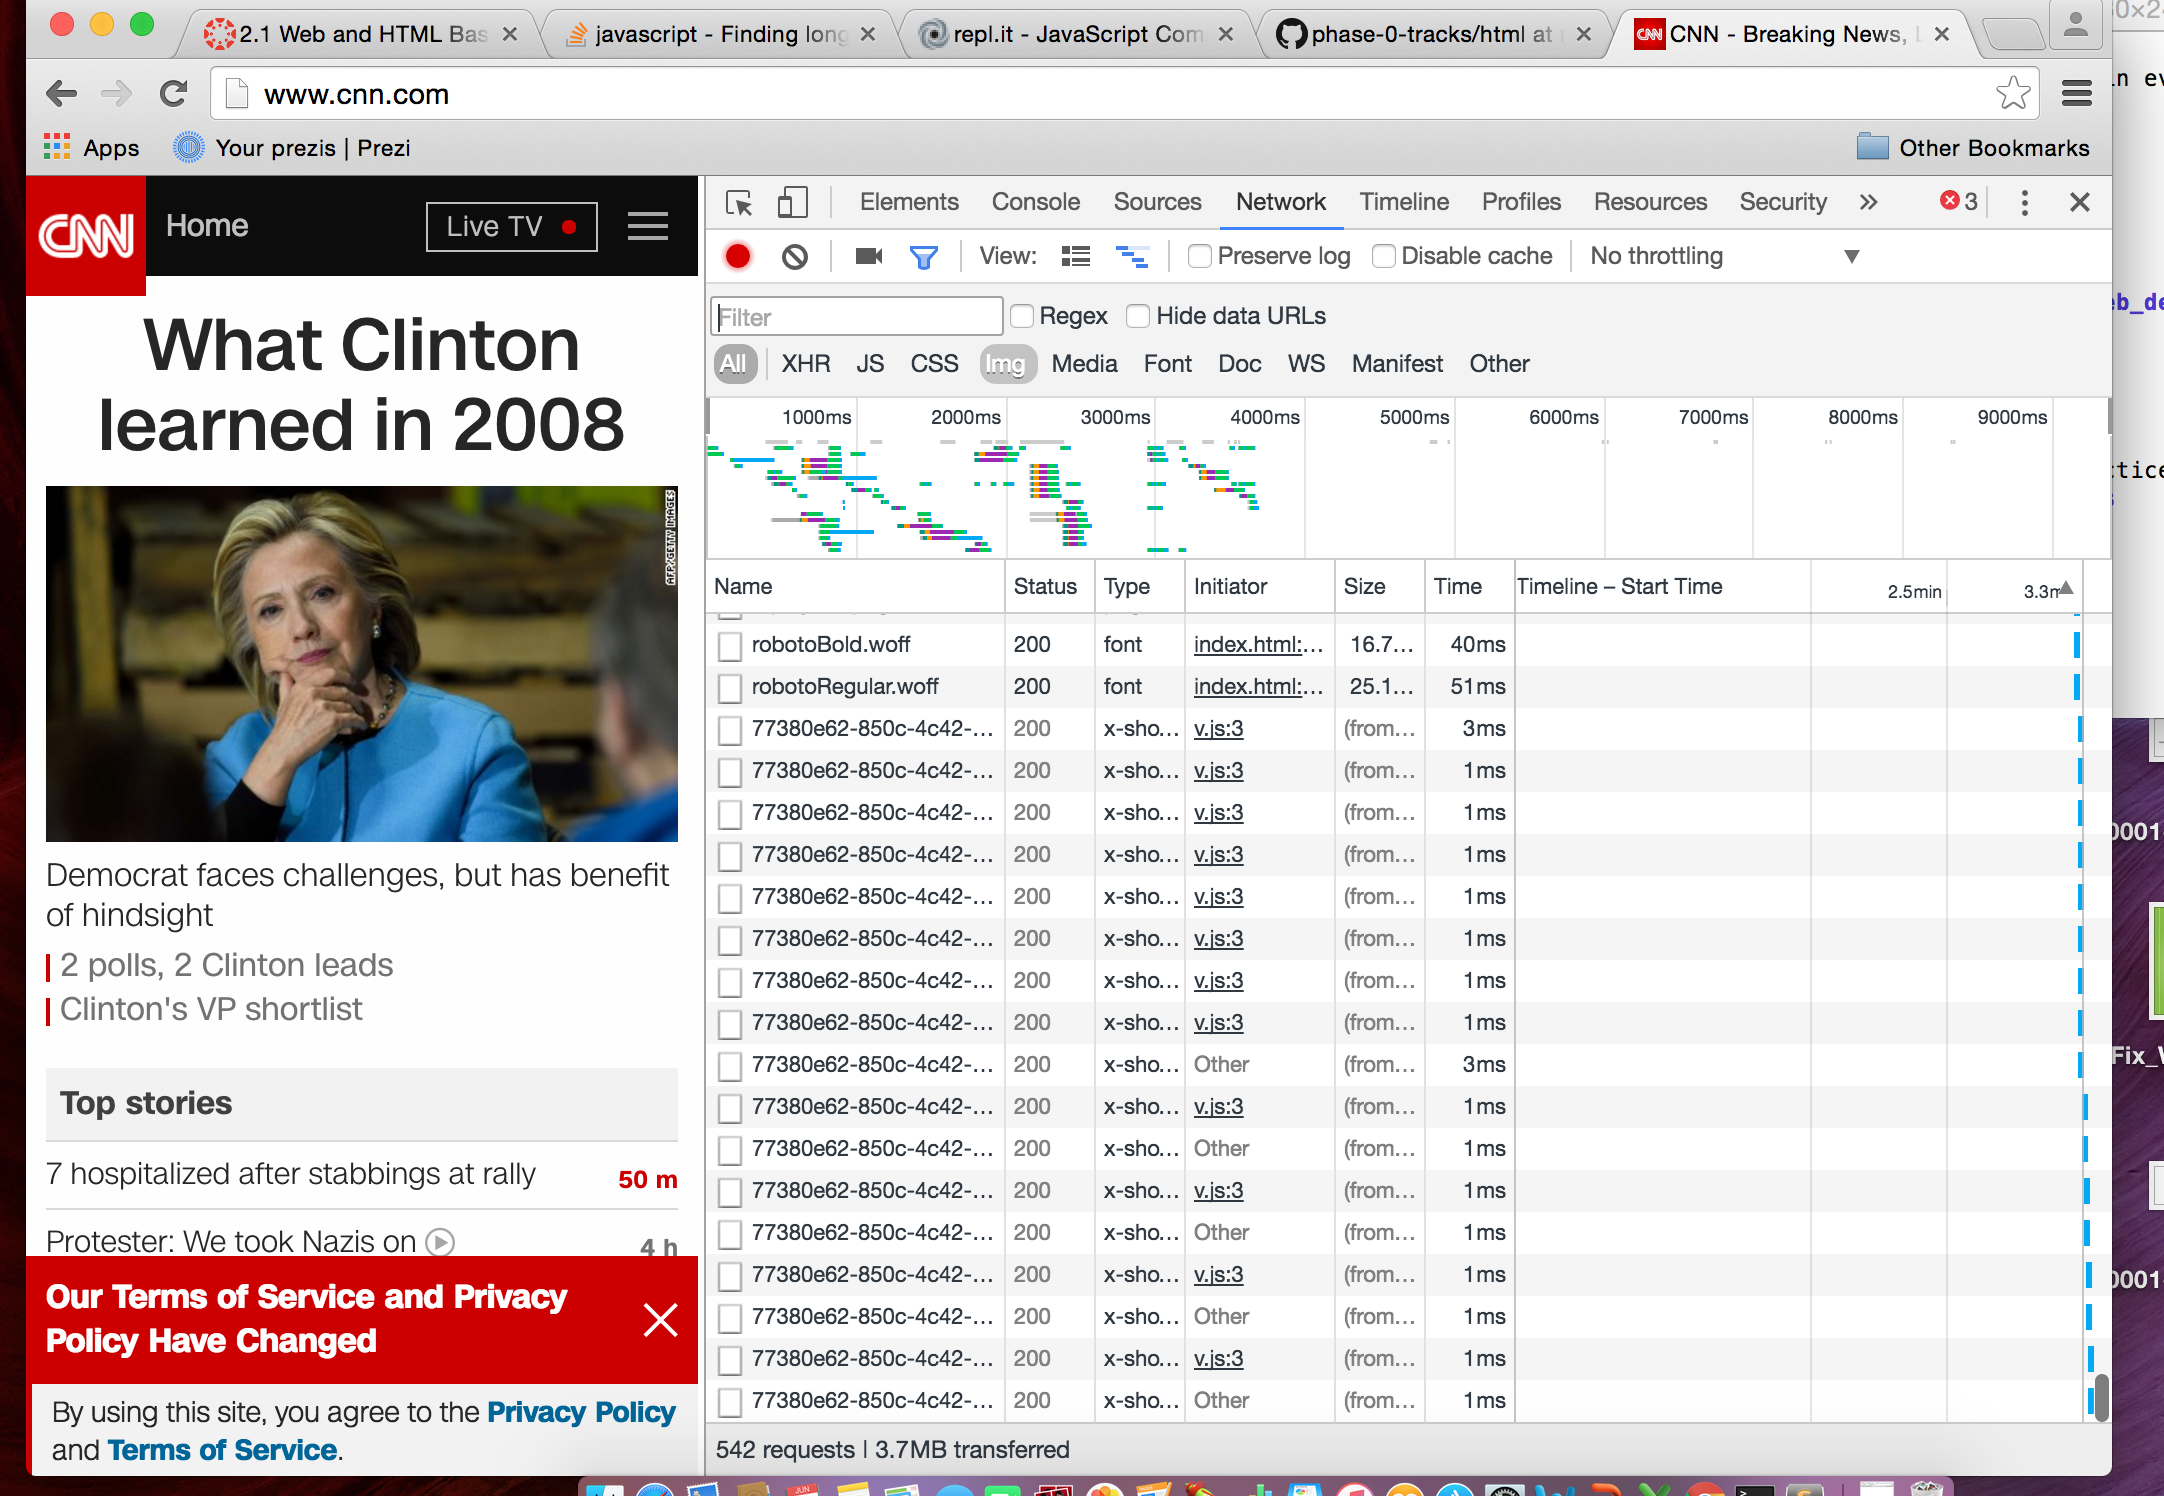 2.1 Web and HTML Bas
javascript - Finding long
repl.it - JavaScript Com
phase-0-tracks/html at
CNN
CNN - Breaking News, L
www.cnn.com
Apps
Your prezis | Prezi
Other Bookmarks
CNN
Home
Live TV
What Clinton
learned in 2008
AFP/GETTY IMAGES
Democrat faces challenges, but has benefit
of hindsight
2 polls, 2 Clinton leads
Clinton's VP shortlist
Top stories
7 hospitalized after stabbings at rally 50 m
Protester: We took Nazis on 4 h
Our Terms of Service and Privacy
Policy Have Changed
By using this site, you agree to the Privacy Policy
and Terms of Service.
Elements Console Sources Network Timeline Profiles Resources Security » 3
View: Preserve log Disable cache No throttling
Filter Regex Hide data URLs
All XHR JS CSS Img Media Font Doc WS Manifest Other
1000ms 2000ms 3000ms 4000ms 5000ms 6000ms 7000ms 8000ms 9000ms
Name Status Type Initiator Size Time Timeline – Start Time 2.5min 3.3m
robotoBold.woff 200 font index.html:... 16.7... 40ms
robotoRegular.woff 200 font index.html:... 25.1... 51ms
77380e62-850c-4c42-... 200 x-sho... v.js:3 (from... 3ms
77380e62-850c-4c42-... 200 x-sho... v.js:3 (from... 1ms
77380e62-850c-4c42-... 200 x-sho... v.js:3 (from... 1ms
77380e62-850c-4c42-... 200 x-sho... v.js:3 (from... 1ms
77380e62-850c-4c42-... 200 x-sho... v.js:3 (from... 1ms
77380e62-850c-4c42-... 200 x-sho... v.js:3 (from... 1ms
77380e62-850c-4c42-... 200 x-sho... v.js:3 (from... 1ms
77380e62-850c-4c42-... 200 x-sho... v.js:3 (from... 1ms
77380e62-850c-4c42-... 200 x-sho... Other (from... 3ms
77380e62-850c-4c42-... 200 x-sho... v.js:3 (from... 1ms
77380e62-850c-4c42-... 200 x-sho... Other (from... 1ms
77380e62-850c-4c42-... 200 x-sho... v.js:3 (from... 1ms
77380e62-850c-4c42-... 200 x-sho... Other (from... 1ms
77380e62-850c-4c42-... 200 x-sho... v.js:3 (from... 1ms
77380e62-850c-4c42-... 200 x-sho... Other (from... 1ms
77380e62-850c-4c42-... 200 x-sho... v.js:3 (from... 1ms
77380e62-850c-4c42-... 200 x-sho... Other (from... 1ms
542 requests | 3.7MB transferred
0001
Fix_
0001
JUN